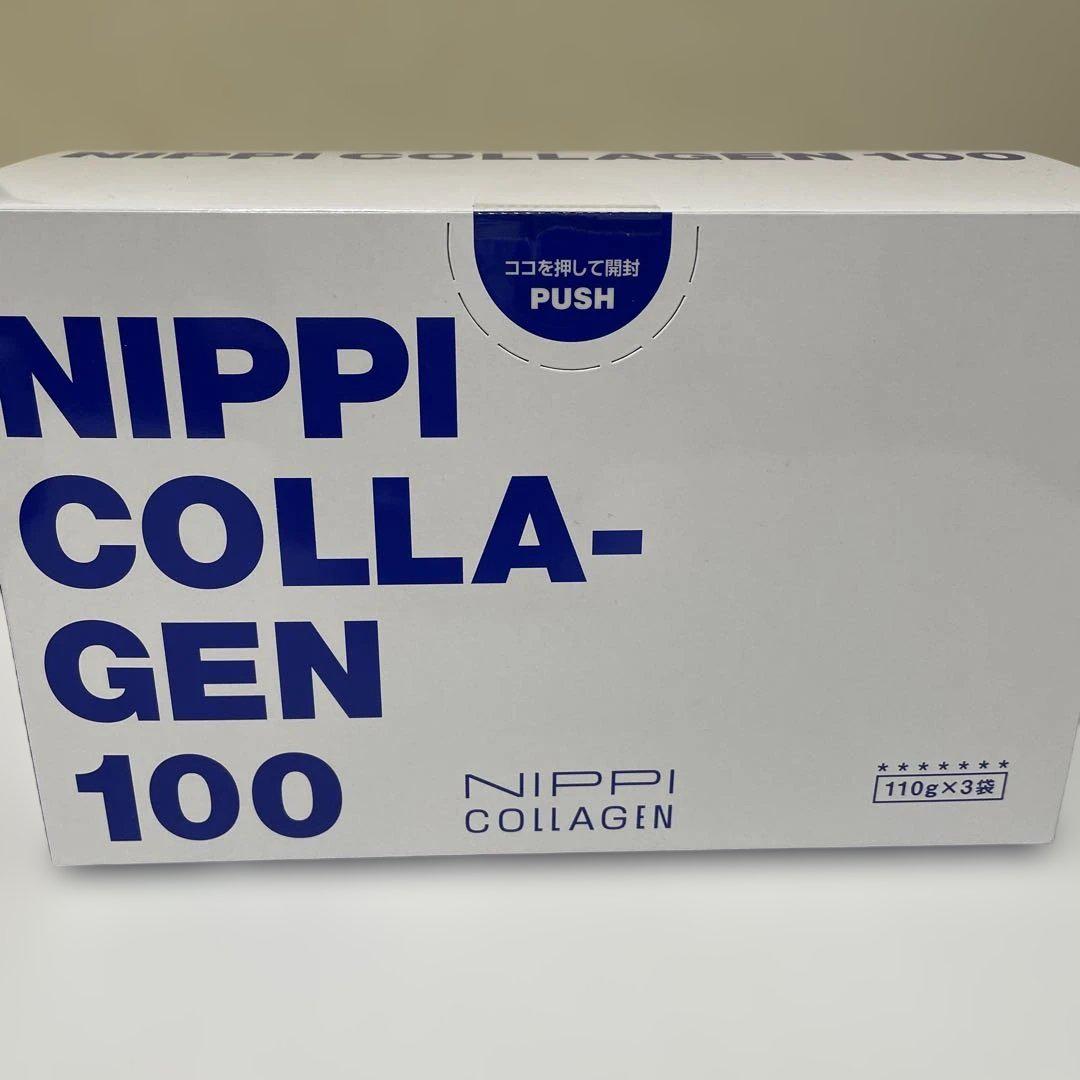 NIPPI COLLAGEN 100
ココを押して開封
PUSH
NIPPI
COLLA-
GEN
100
NIPPI
COLLAGEN
*******
110g×3袋